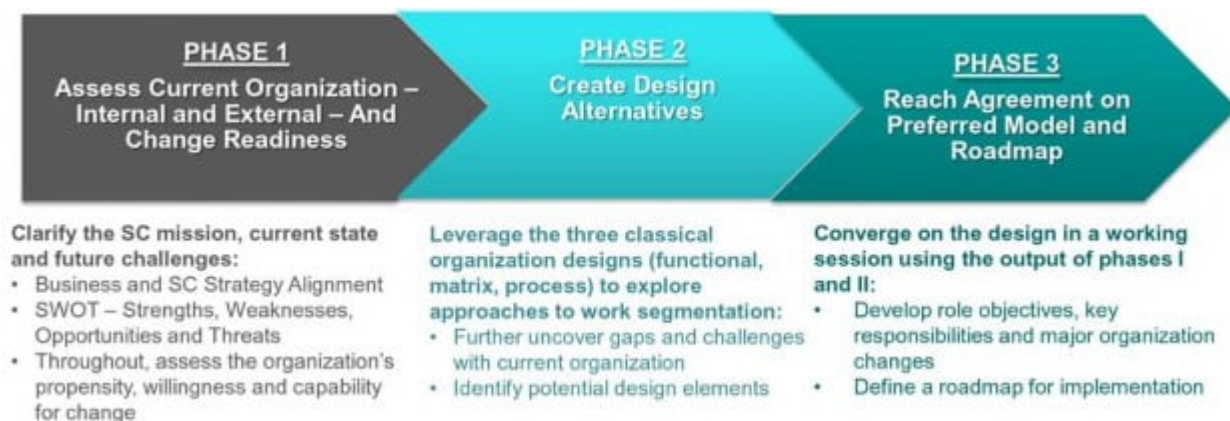 PHASE 1
Assess Current Organization –
Internal and External – And
Change Readiness
PHASE 2
Create Design
Alternatives
PHASE 3
Reach Agreement on
Preferred Model and
Roadmap
Clarify the SC mission, current state
and future challenges:
• Business and SC Strategy Alignment
• SWOT – Strengths, Weaknesses,
Opportunities and Threats
• Throughout, assess the organization's
propensity, willingness and capability
for change
Leverage the three classical
organization designs (functional,
matrix, process) to explore
approaches to work segmentation:
• Further uncover gaps and challenges
with current organization
• Identify potential design elements
Converge on the design in a working
session using the output of phases I
and II:
• Develop role objectives, key
responsibilities and major organization
changes
• Define a roadmap for implementation